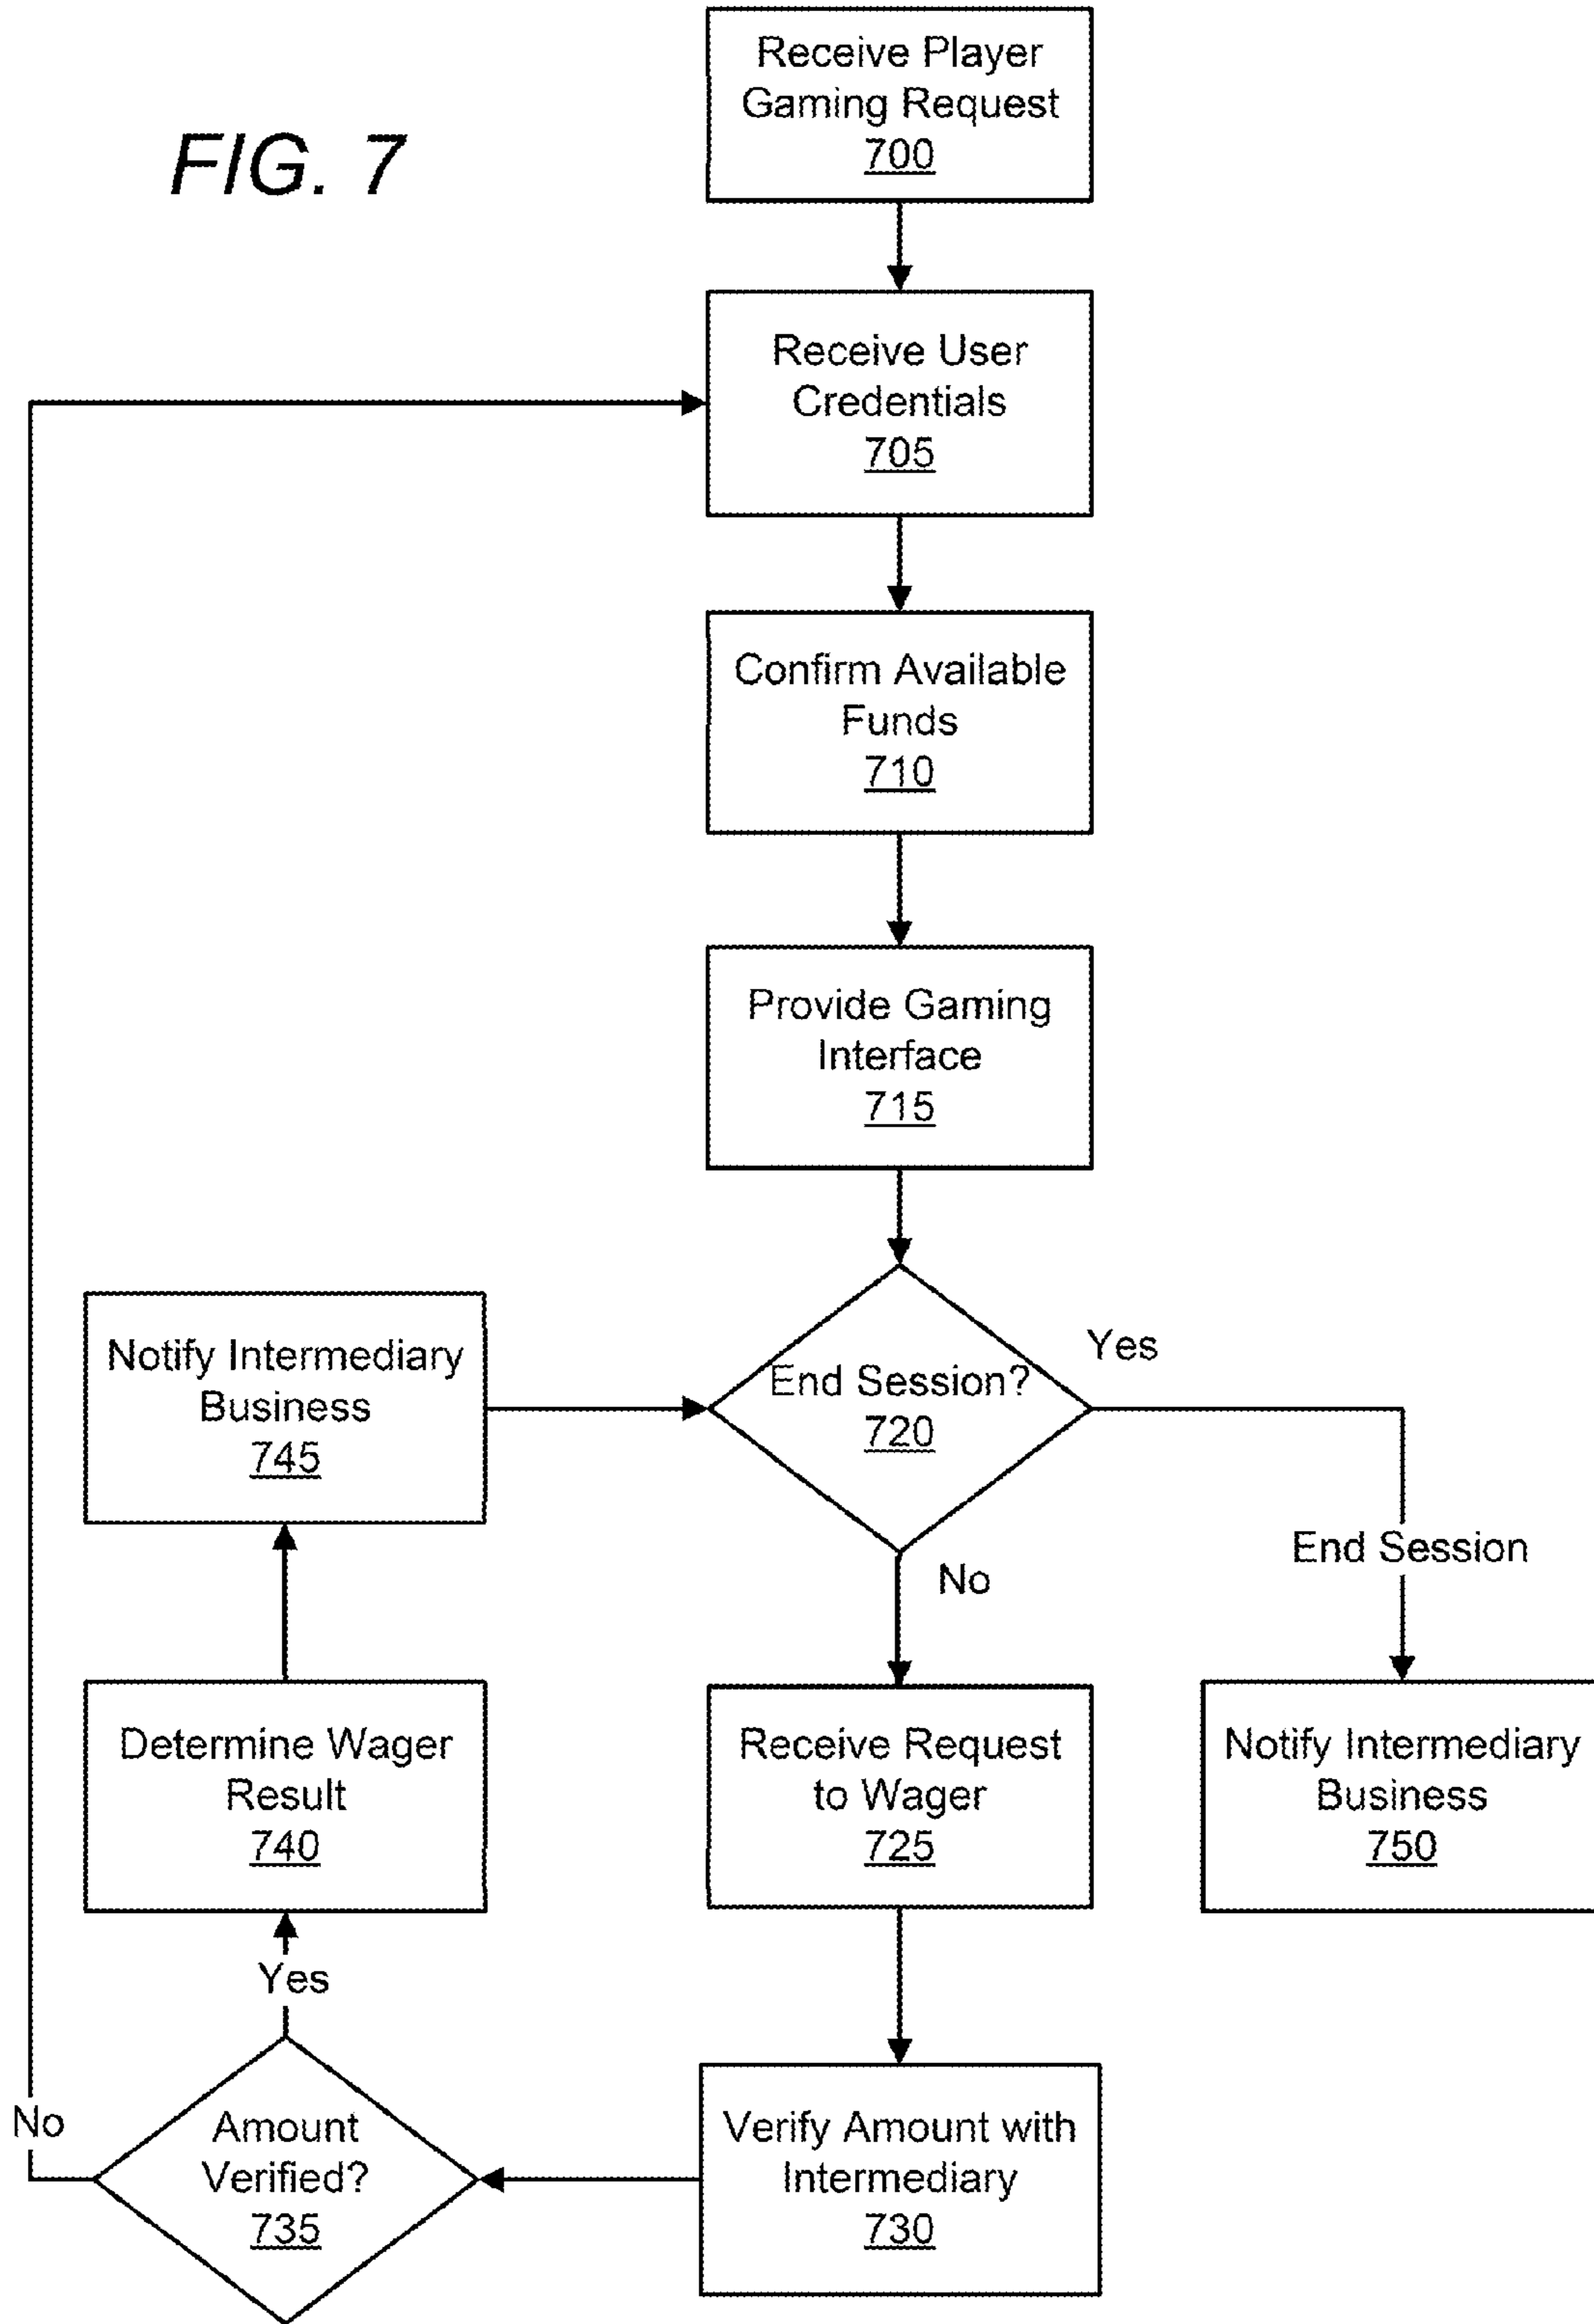 Receive Player
Gaming Request
700
FIG. 7
Receive User
Credentials
705
Confirm Available
Funds
710
Provide Gaming
Interface
715
Notify Intermediary
Business
745
End Session?
720
Yes
No
End Session
Determine Wager
Result
740
Receive Request
to Wager
725
Notify Intermediary
Business
750
Yes
No
Amount
Verified?
735
Verify Amount with
Intermediary
730